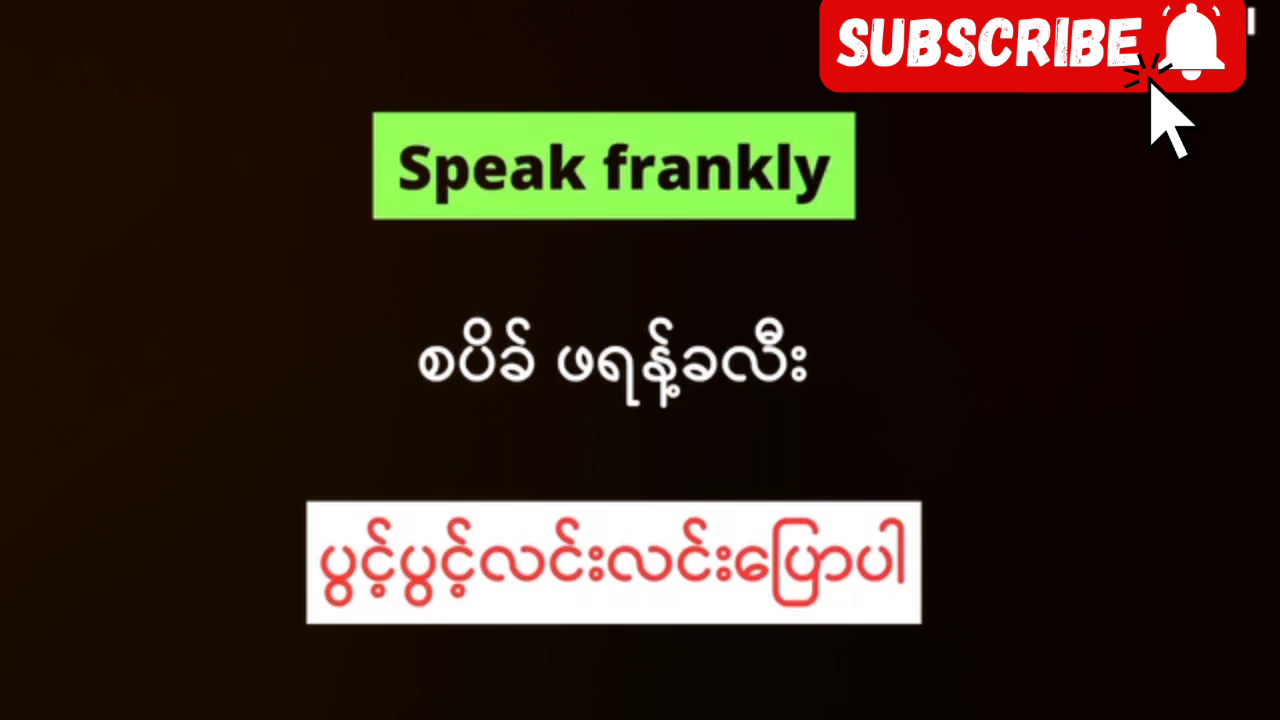 SUBSCRIBE
Speak frankly
စပိခ် ဖရန့်ခလီး
ပွင့်ပွင့်လင်းလင်းပြောပါ